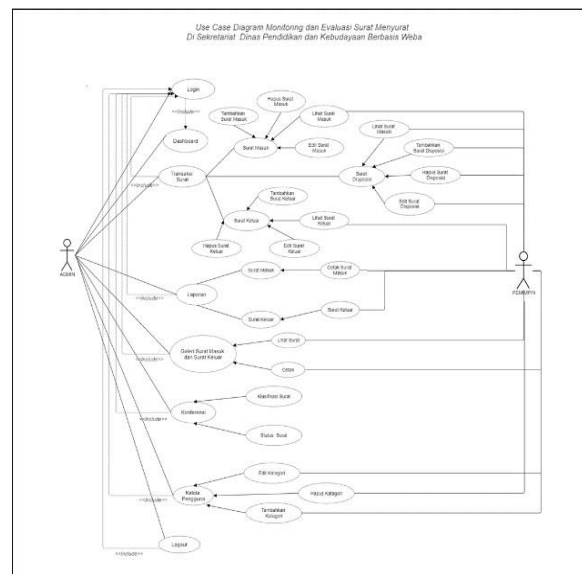 Use Case Diagram Monitoring dan Evaluasi Surat Menyurat
Di Sekretariat Dinas Pendidikan dan Kebudayaan Berbasis Weba
Login
<<Include>>
Dashboard
Transaksi
Surat
<<Include>>
Tambahkan
Surat Masuk
Hapus Surat
Masuk
Lihat Surat
Masuk
Surat Masuk
Edit Surat
Masuk
Lihat Surat
Tambahkan
Surat Disposisi
Surat
Disposisi
Hapus Surat
Disposisi
Edit Surat
Disposisi
Tambahkan
Surat Keluar
Surat Keluar
Lihat Surat
Keluar
Hapus Surat
Keluar
Edit Surat
Keluar
ADMIN
PEMIMPIN
Laporan
<<Include>>
Surat Masuk
Cetak Surat
Masuk
Surat Keluar
Surat Keluar
Galeri Surat Masuk
dan Surat Keluar
<<Include>>
Lihat Surat
Cetak
Klasifikasi Surat
<<Include>>
Status Surat
Edit Kategori
Kelola
Pengguna
Hapus Kategori
<<Include>>
Tambahkan
Kategori
Logout
<<Include>>